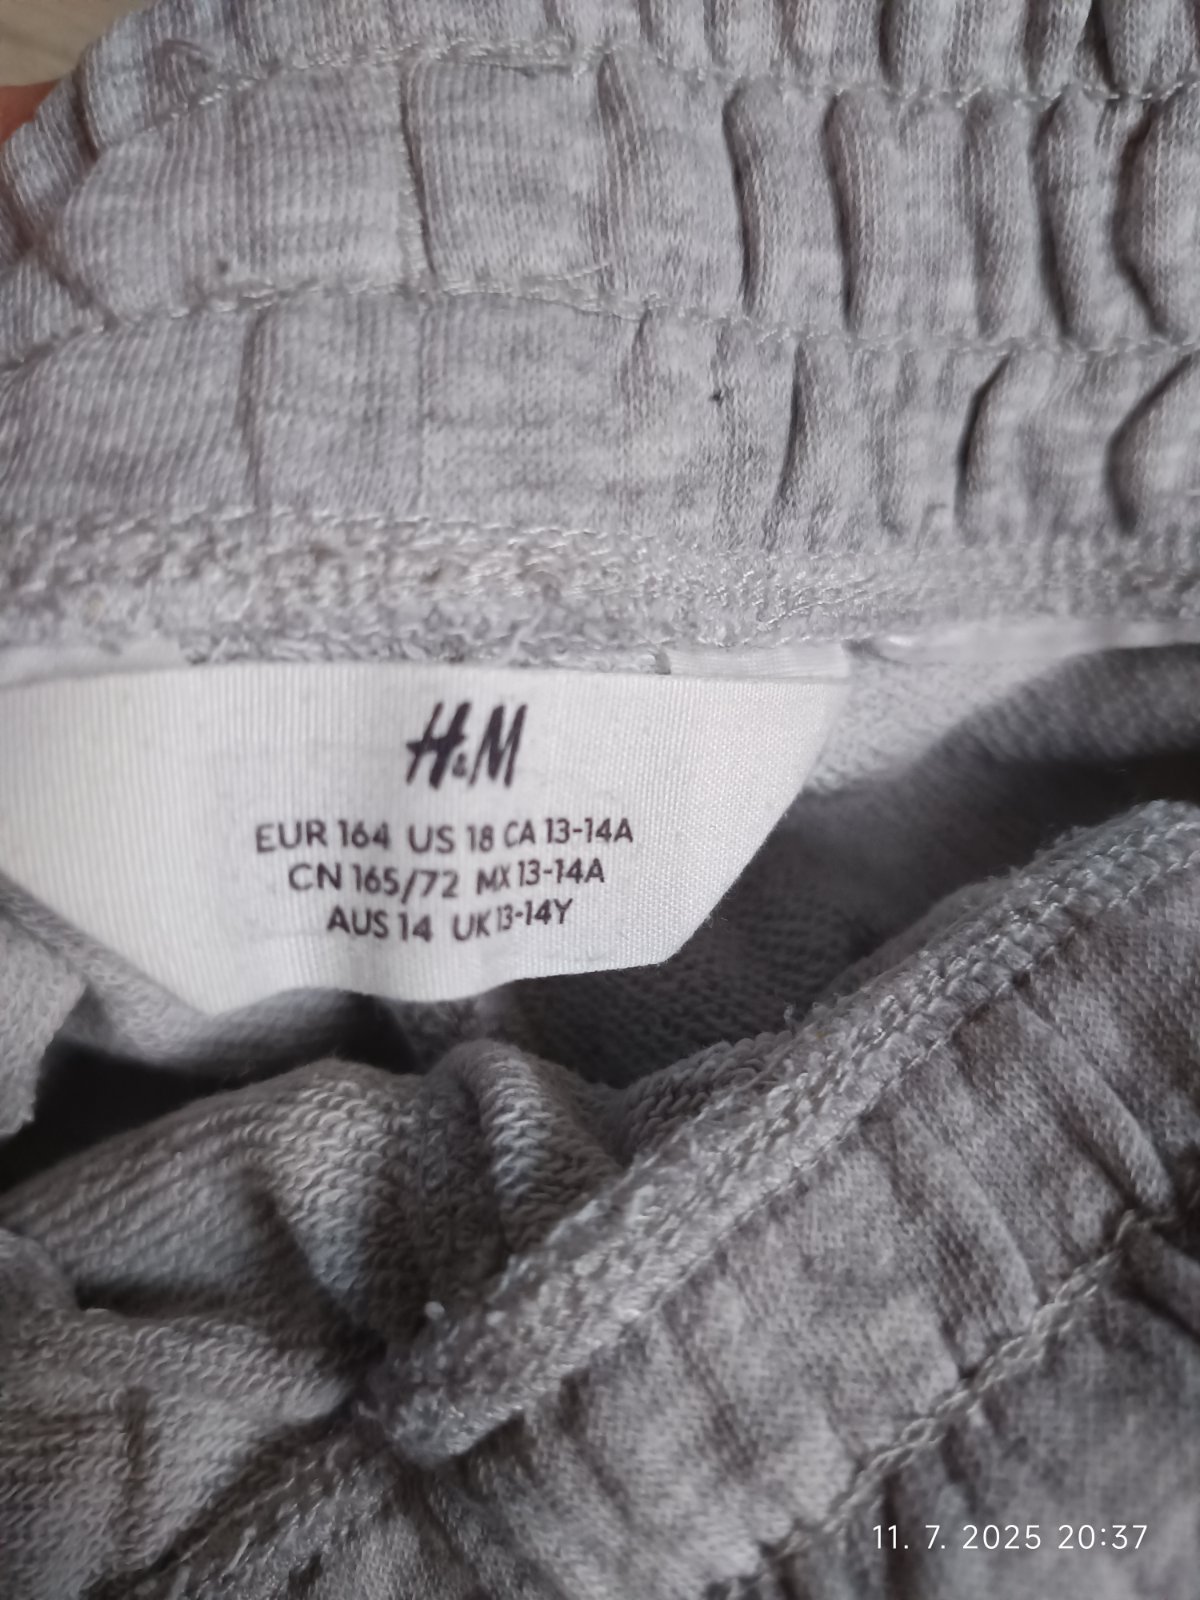 H&M
EUR 164 US 18 CA 13-14A
CN 165/72 MX 13-14A
AUS 14 UK 13-14Y
11. 7. 2025 20:37